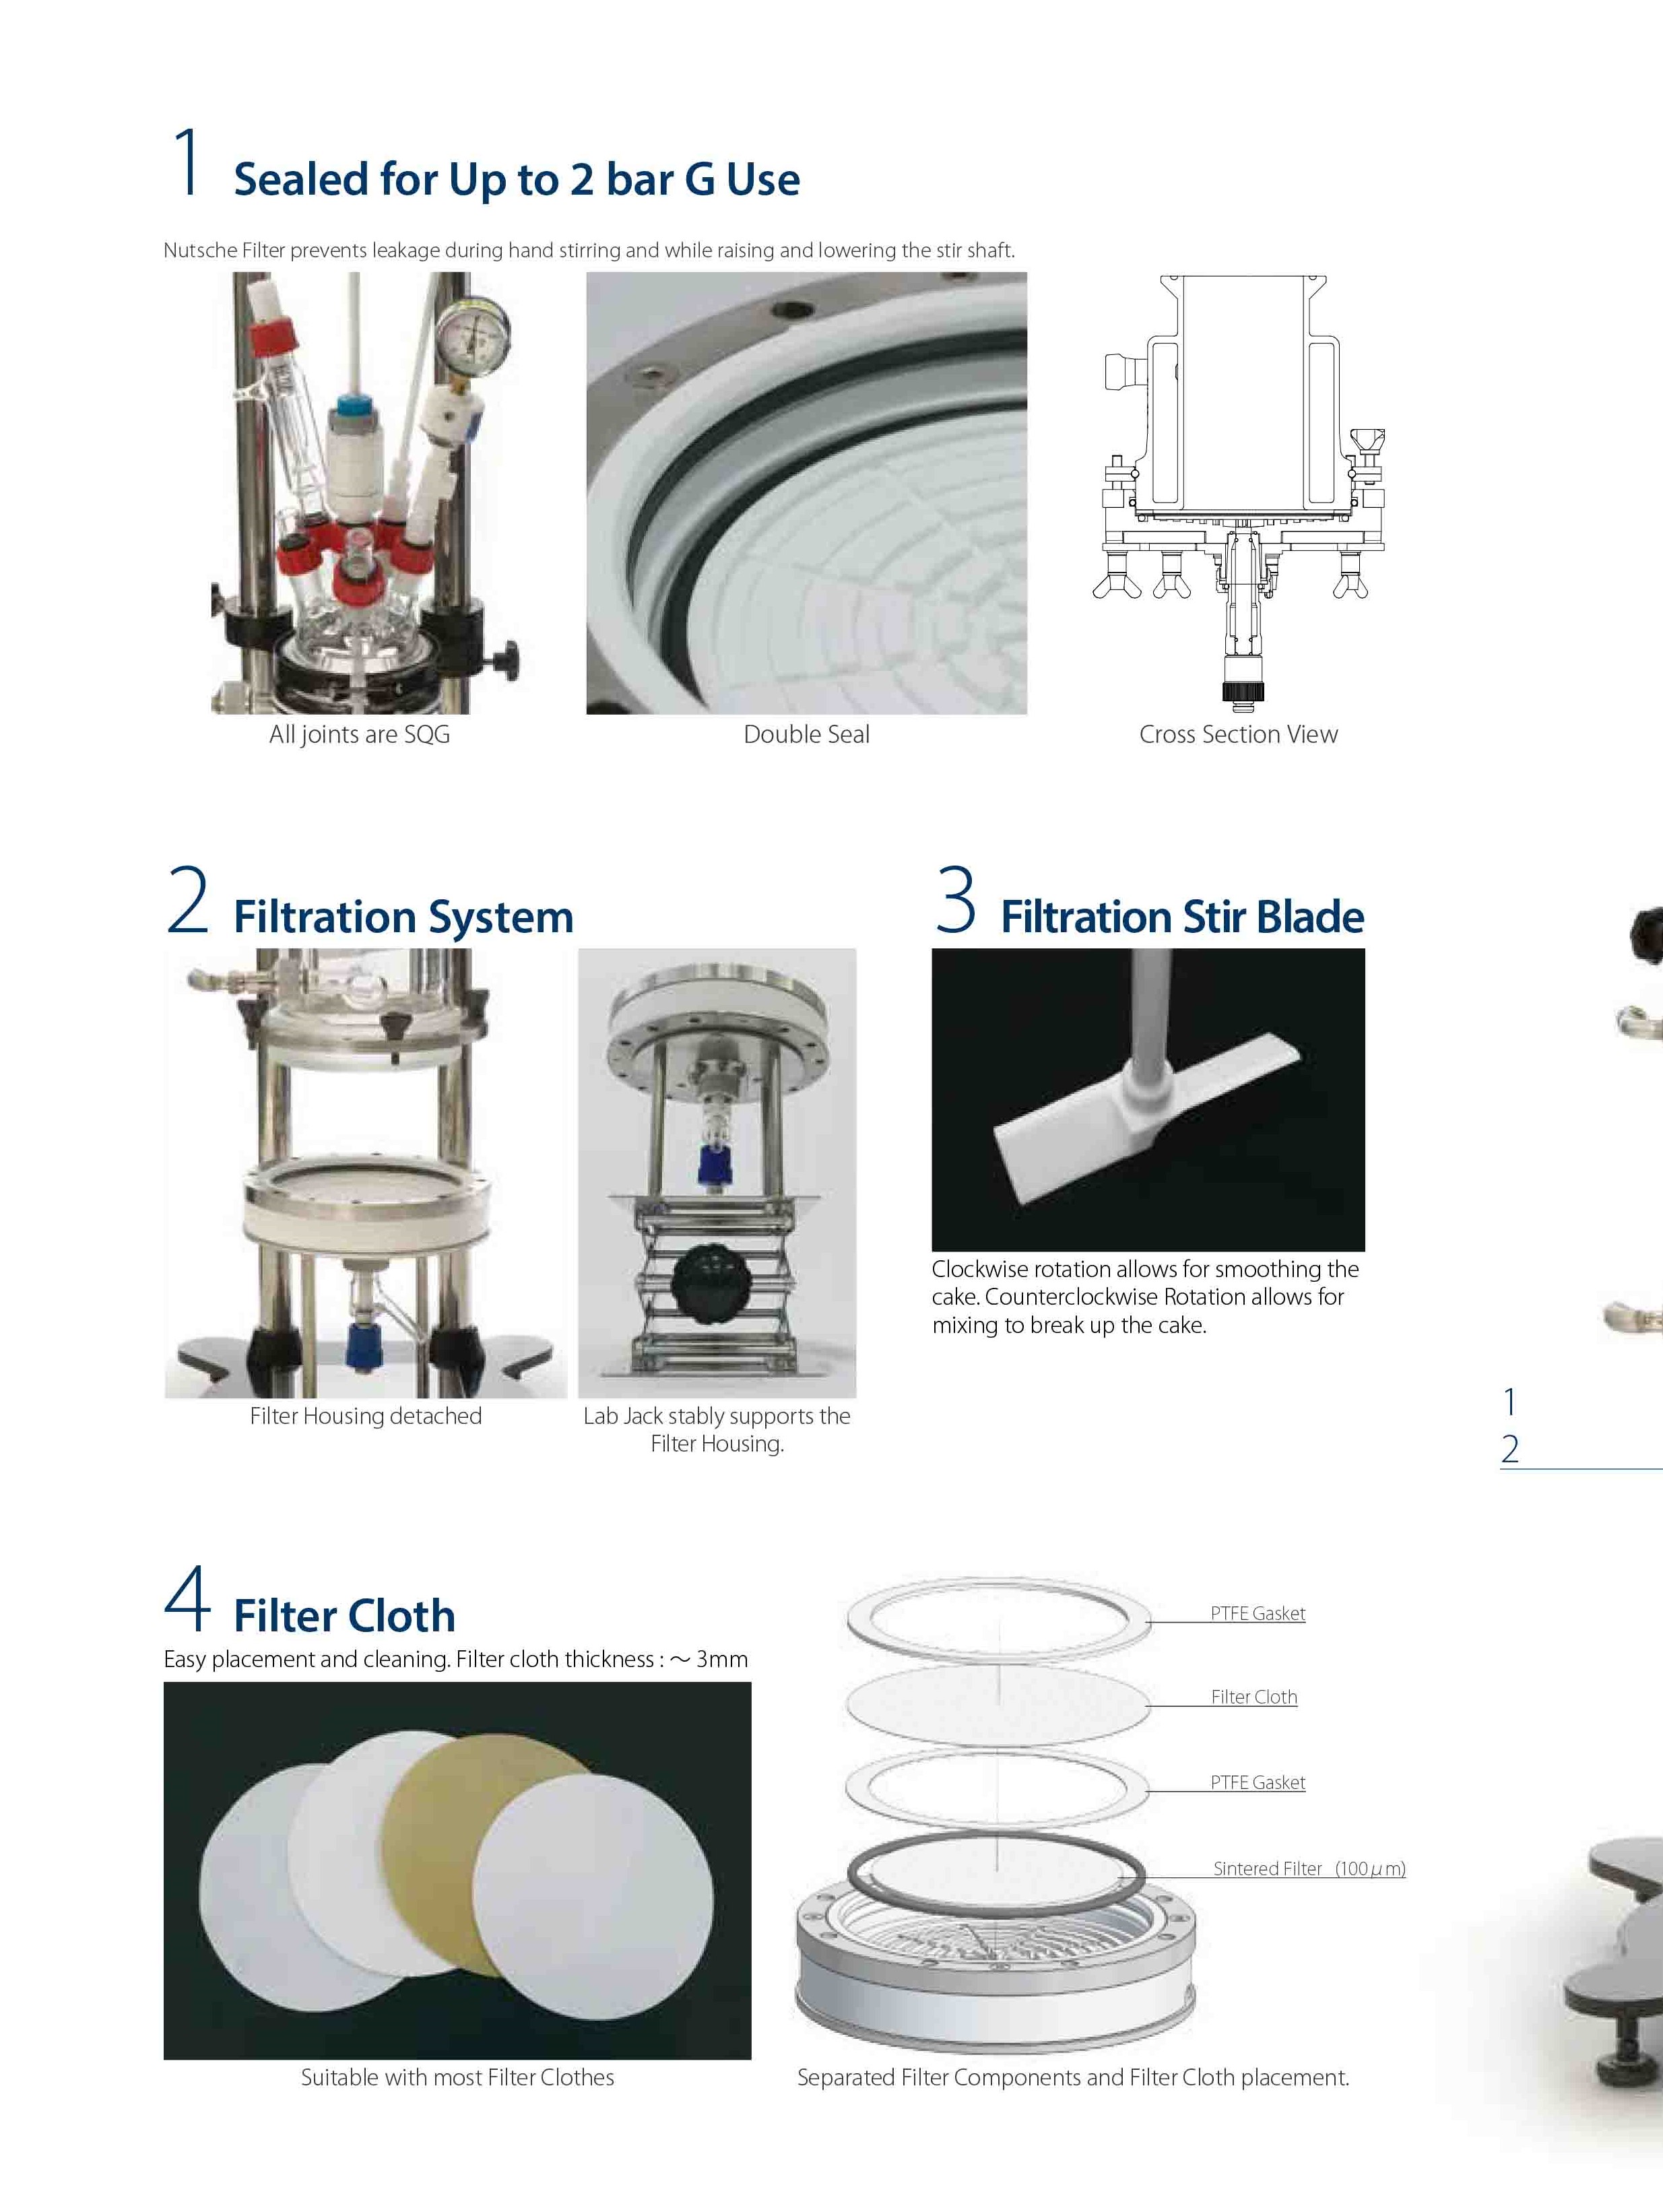 1 Sealed for Up to 2 bar G Use
Nutsche Filter prevents leakage during hand stirring and while raising and lowering the stir shaft.
All joints are SQG
Double Seal
Cross Section View
2 Filtration System
3 Filtration Stir Blade
Clockwise rotation allows for smoothing the
cake. Counterclockwise Rotation allows for
mixing to break up the cake.
Filter Housing detached
Lab Jack stably supports the
Filter Housing.
1
2
4 Filter Cloth
Easy placement and cleaning. Filter cloth thickness : ～ 3mm
PTFE Gasket
Filter Cloth
PTFE Gasket
Sintered Filter (100μm)
Suitable with most Filter Clothes
Separated Filter Components and Filter Cloth placement.